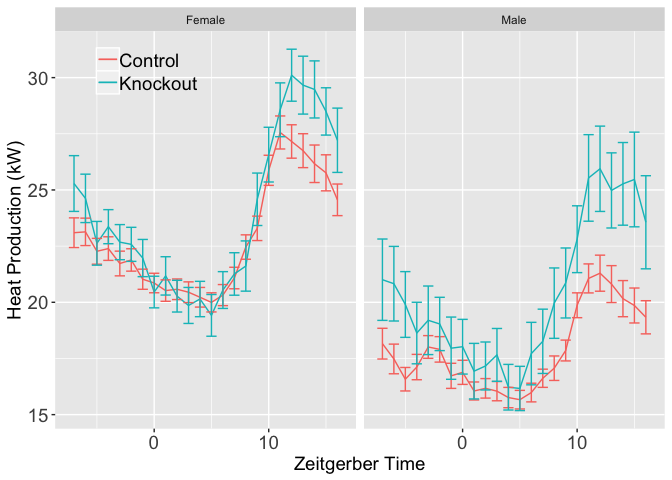 Female
Male
Control
Knockout
Heat Production (kW)
30
25
20
15
0
10
0
10
Zeitgerber Time